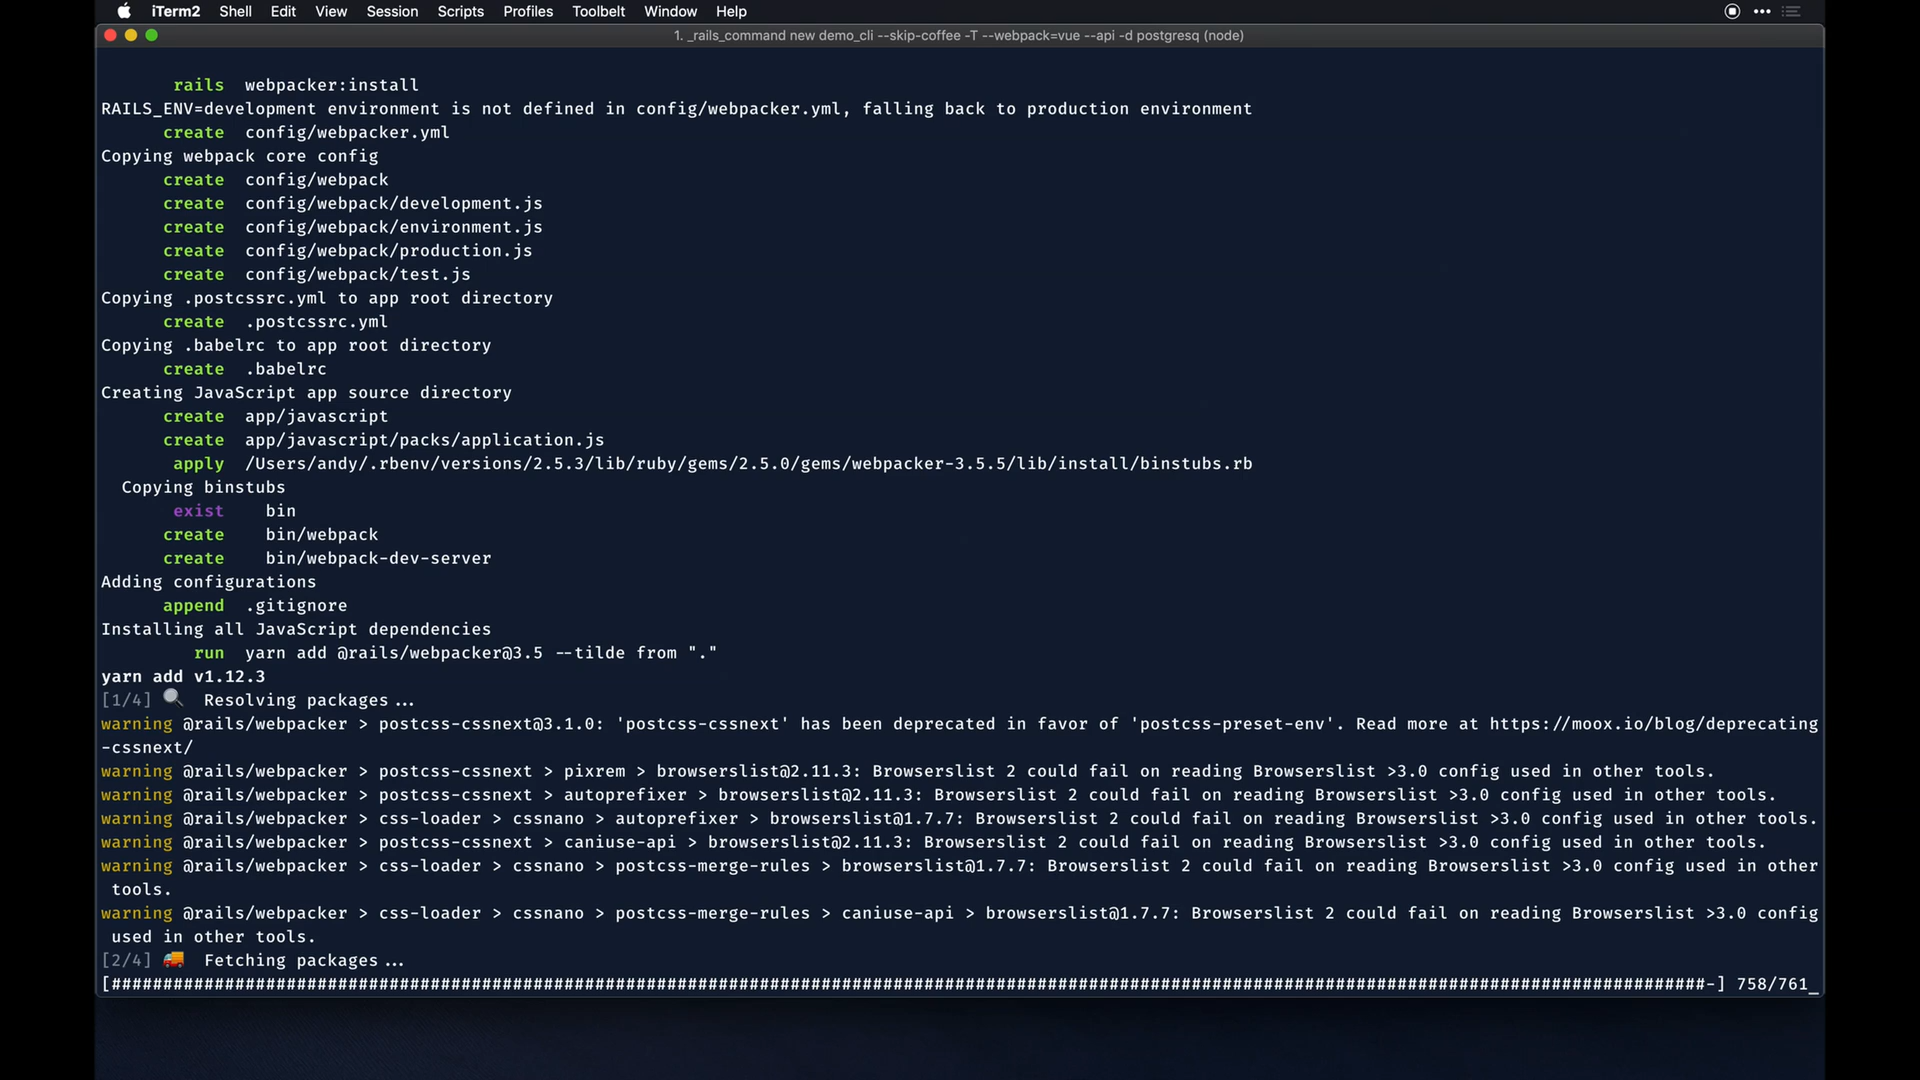 iTerm2 Shell Edit View Session Scripts Profiles Toolbelt Window Help
1. _rails_command new demo_cli --skip-coffee -T --webpack=vue --api -d postgresq (node)
rails webpacker:install
RAILS_ENV=development environment is not defined in config/webpacker.yml, falling back to production environment
create config/webpacker.yml
Copying webpack core config
create config/webpack
create config/webpack/development.js
create config/webpack/environment.js
create config/webpack/production.js
create config/webpack/test.js
Copying .postcssrc.yml to app root directory
create .postcssrc.yml
Copying .babelrc to app root directory
create .babelrc
Creating JavaScript app source directory
create app/javascript
create app/javascript/packs/application.js
apply /Users/andy/.rbenv/versions/2.5.3/lib/ruby/gems/2.5.0/gems/webpacker-3.5.5/lib/install/binstubs.rb
Copying binstubs
exist bin
create bin/webpack
create bin/webpack-dev-server
Adding configurations
append .gitignore
Installing all JavaScript dependencies
run yarn add @rails/webpacker@3.5 --tilde from "."
yarn add v1.12.3
[1/4] 🔍 Resolving packages...
warning @rails/webpacker > postcss-cssnext@3.1.0: 'postcss-cssnext' has been deprecated in favor of 'postcss-preset-env'. Read more at https://moox.io/blog/deprecating
-cssnext/
warning @rails/webpacker > postcss-cssnext > pixrem > browserslist@2.11.3: Browserslist 2 could fail on reading Browserslist >3.0 config used in other tools.
warning @rails/webpacker > postcss-cssnext > autoprefixer > browserslist@2.11.3: Browserslist 2 could fail on reading Browserslist >3.0 config used in other tools.
warning @rails/webpacker > css-loader > cssnano > autoprefixer > browserslist@1.7.7: Browserslist 2 could fail on reading Browserslist >3.0 config used in other tools.
warning @rails/webpacker > postcss-cssnext > caniuse-api > browserslist@2.11.3: Browserslist 2 could fail on reading Browserslist >3.0 config used in other tools.
warning @rails/webpacker > css-loader > cssnano > postcss-merge-rules > browserslist@1.7.7: Browserslist 2 could fail on reading Browserslist >3.0 config used in other
tools.
warning @rails/webpacker > css-loader > cssnano > postcss-merge-rules > caniuse-api > browserslist@1.7.7: Browserslist 2 could fail on reading Browserslist >3.0 config
used in other tools.
[2/4] 🚚 Fetching packages...
[###########################################################################################################################################################-] 758/761_